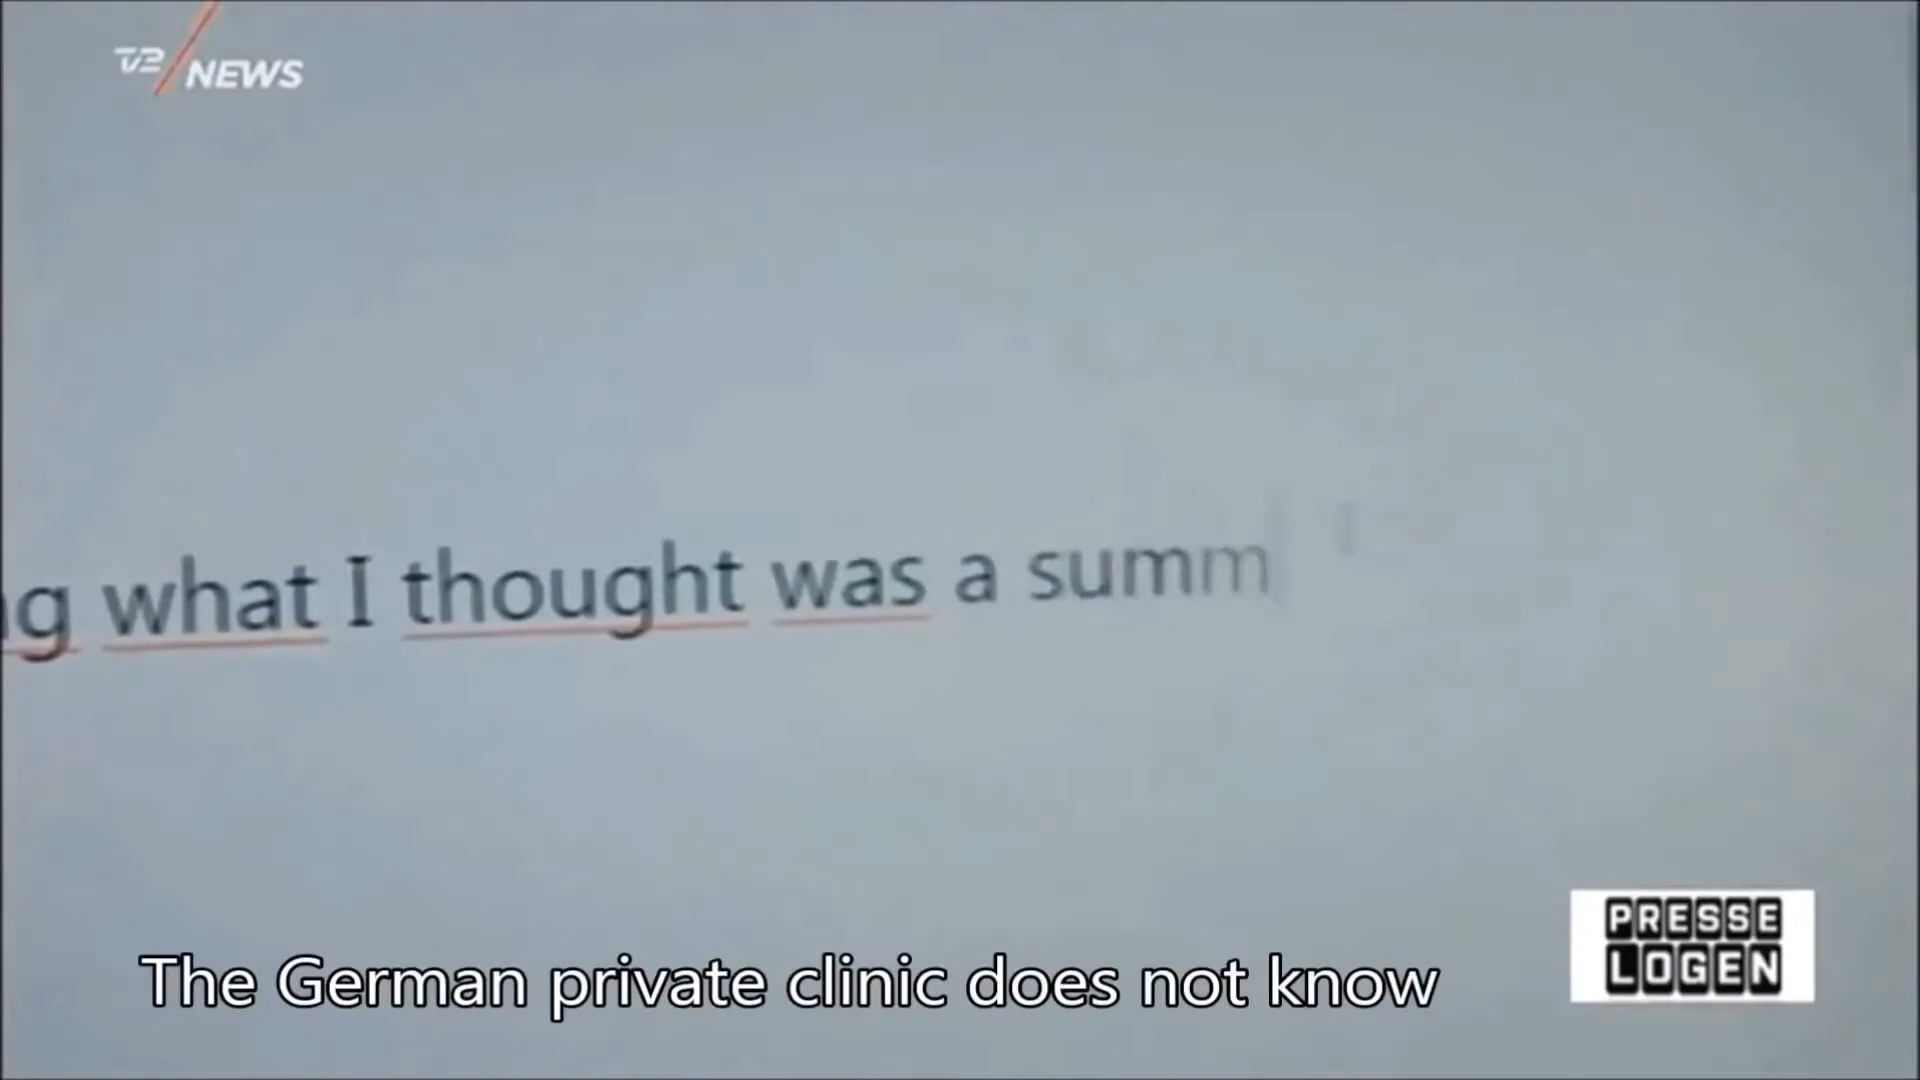 TV2 NEWS
g what I thought was a summ
The German private clinic does not know
PRESSE
LOGEN